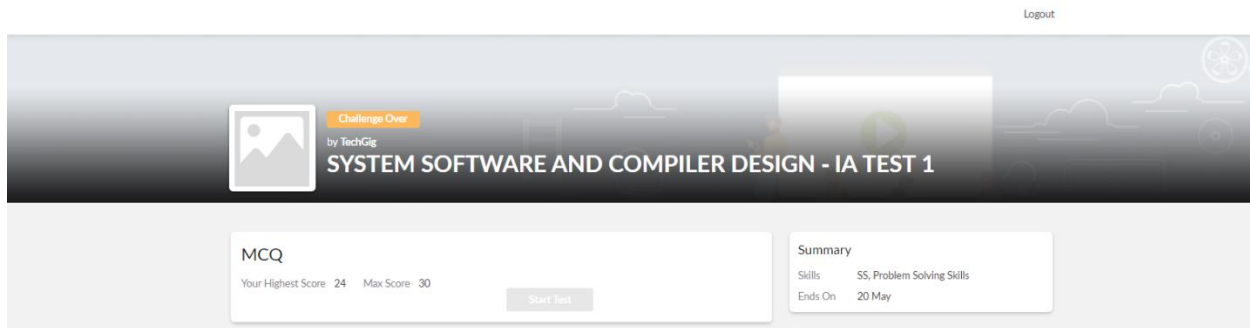 Logout
Challenge Over
by TechGig
SYSTEM SOFTWARE AND COMPILER DESIGN - IA TEST 1
MCQ
Your Highest Score 24 Max Score 30
Start Test
Summary
Skills SS, Problem Solving Skills
Ends On 20 May